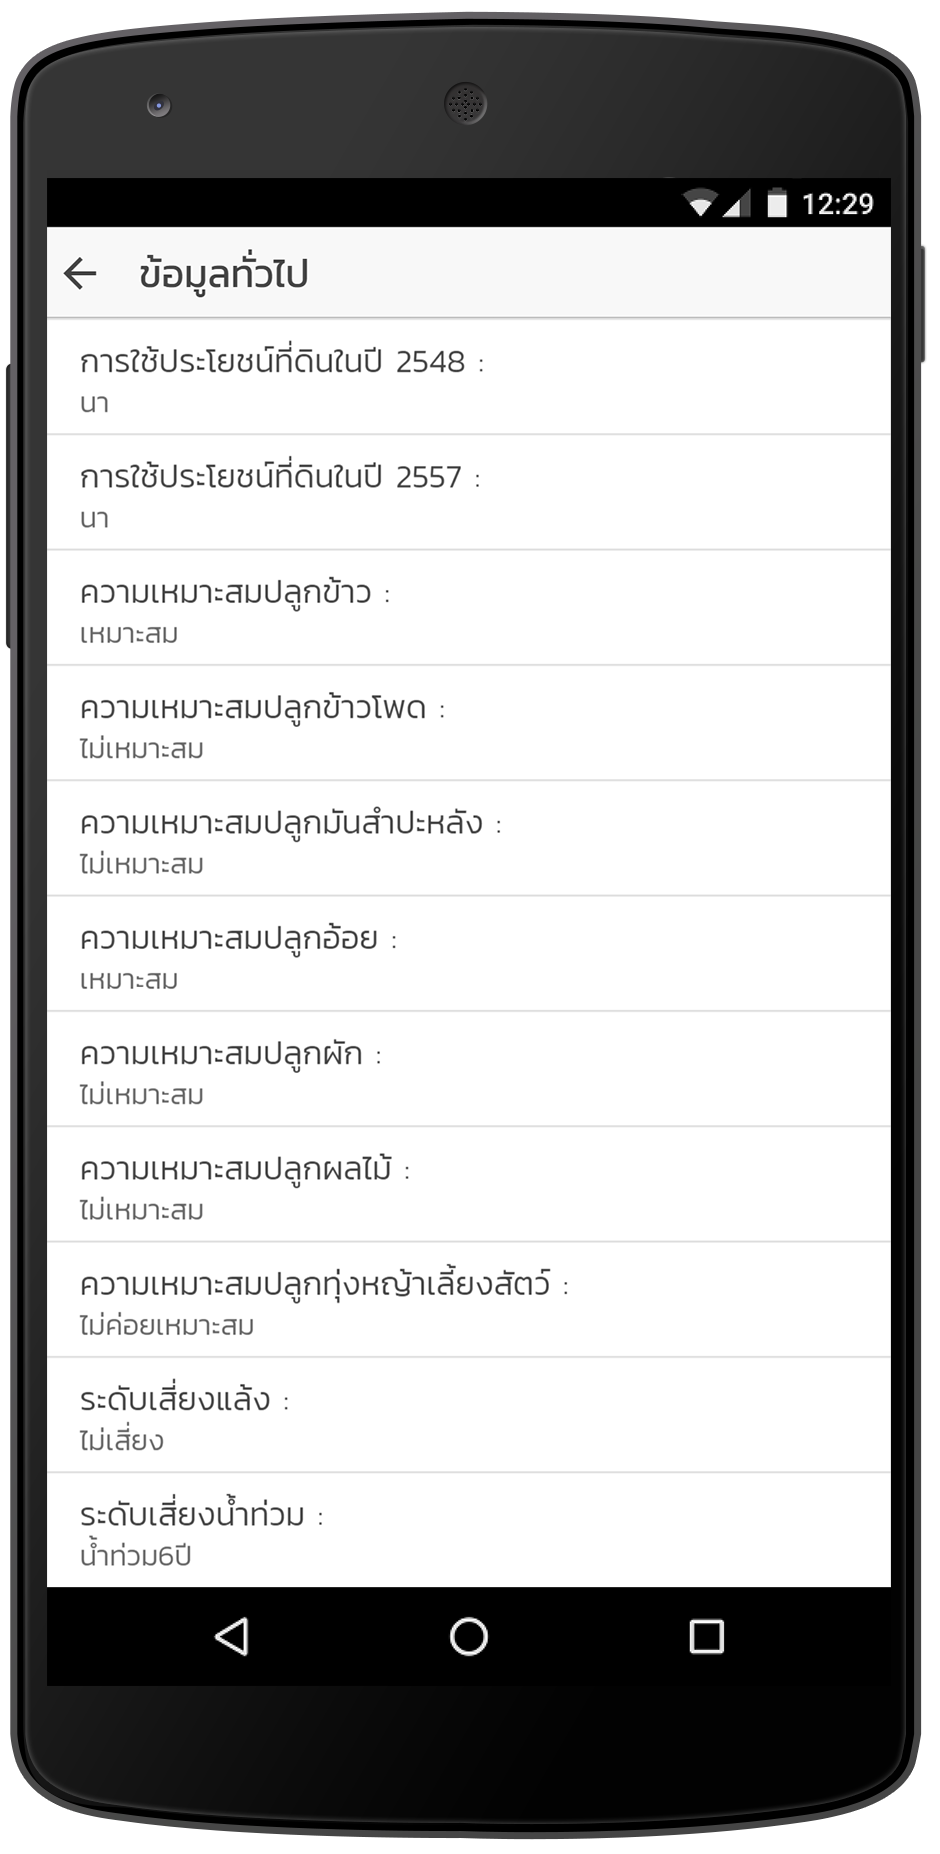 12:29
ข้อมูลทั่วไป
การใช้ประโยชน์ที่ดินในปี 2548 :
นา
การใช้ประโยชน์ที่ดินในปี 2557 :
นา
ความเหมาะสมปลูกข้าว :
เหมาะสม
ความเหมาะสมปลูกข้าวโพด :
ไม่เหมาะสม
ความเหมาะสมปลูกมันสำปะหลัง :
ไม่เหมาะสม
ความเหมาะสมปลูกอ้อย :
เหมาะสม
ความเหมาะสมปลูกผัก :
ไม่เหมาะสม
ความเหมาะสมปลูกผลไม้ :
ไม่เหมาะสม
ความเหมาะสมปลูกทุ่งหญ้าเลี้ยงสัตว์ :
ไม่ค่อยเหมาะสม
ระดับเสี่ยงแล้ง :
ไม่เสี่ยง
ระดับเสี่ยงน้ำท่วม :
น้ำท่วม6ปี